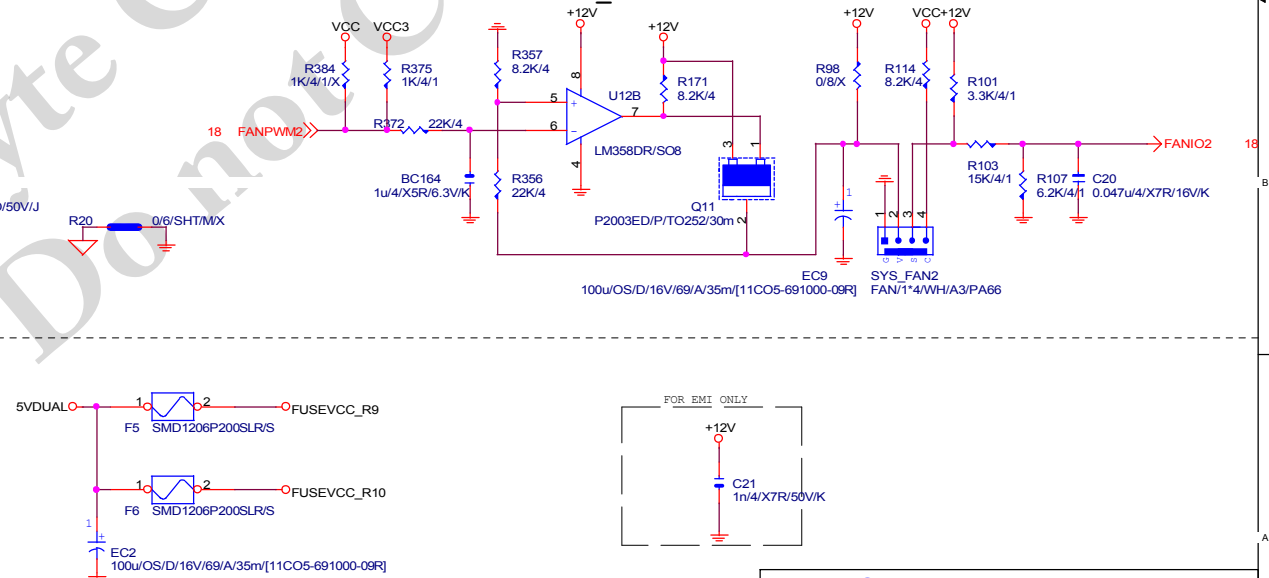 yte C
Do not C
+12V
VCC VCC3
R384
1K/4/1/X
R375
1K/4/1
R357
8.2K/4
+12V
R171
8.2K/4
8
5
+
6
−
7
4
U12B
LM358DR/SO8
18 FANPWM2
R372 22K/4
BC164
1u/4/X5R/6.3V/K
R356
22K/4
3
1
2
Q11
P2003ED/P/TO252/30m
+12V
R98
0/8/X
VCC +12V
R114
8.2K/4
R101
3.3K/4/1
R103
15K/4/1
R107
6.2K/4/1
C20
0.047u/4/X7R/16V/K
FANIO2 18
1
+
EC9
100u/OS/D/16V/69/A/35m/[11CO5-691000-09R]
1 2 3 4
G V S C
SYS_FAN2
FAN/1*4/WH/A3/PA66
/50V/J
R20 0/6/SHT/M/X
B
5VDUAL
1 2
FUSEVCC_R9
F5 SMD1206P200SLR/S
1 2
FUSEVCC_R10
F6 SMD1206P200SLR/S
1
+
EC2
100u/OS/D/16V/69/A/35m/[11CO5-691000-09R]
FOR EMI ONLY
+12V
C21
1n/4/X7R/50V/K
A